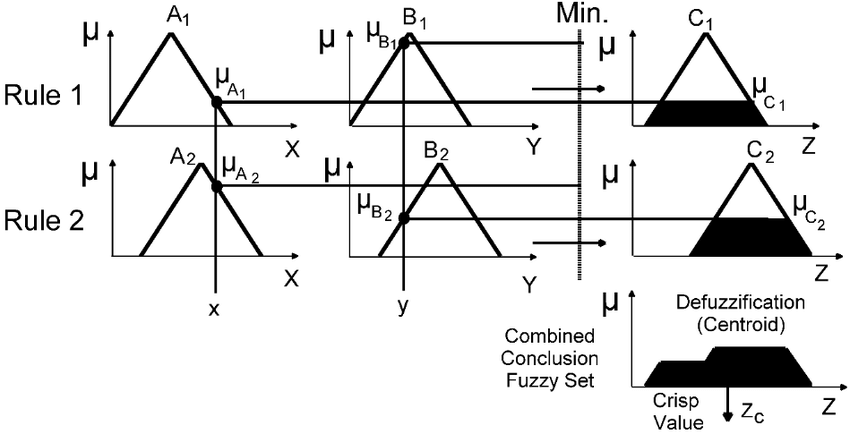 Min.
μ A1 μB1 B1 μ C1
Rule 1 μA1 μC1
X Y Z
μ A2 μA2 μ B2 μ C2
Rule 2 μB2 μC2
X Y Z
x y
μ Defuzzification
(Centroid)
Combined
Conclusion
Fuzzy Set
Crisp
Value
zc Z